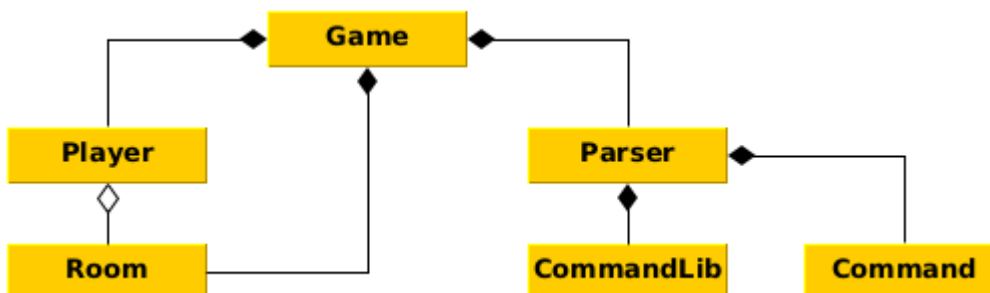 Game
Player
Parser
Room
CommandLib
Command